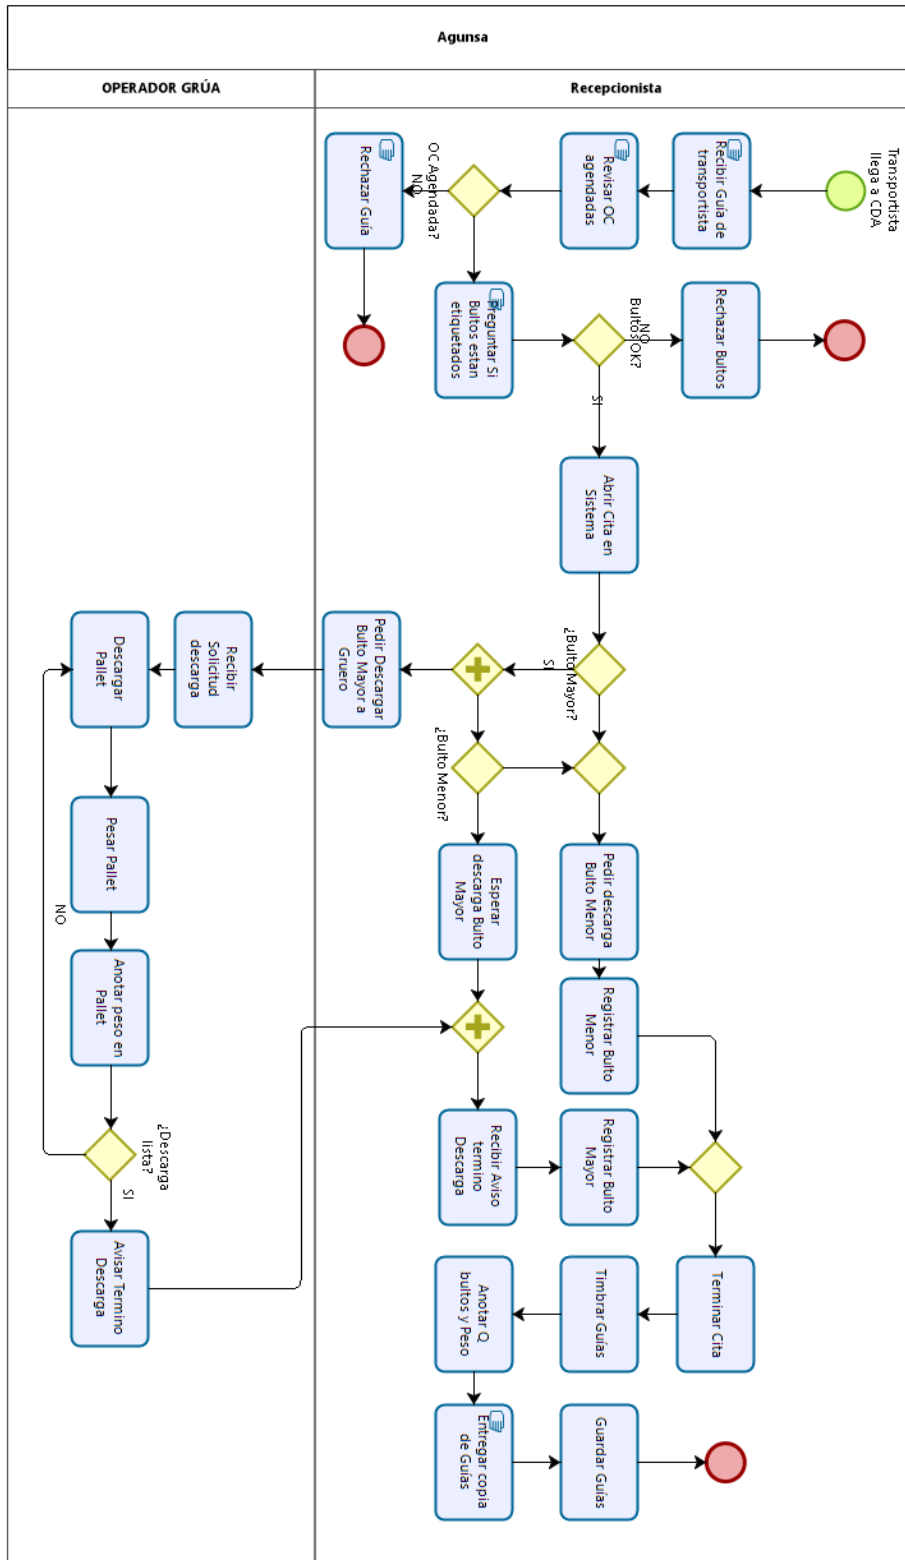 Agunsa
OPERADOR GRÚA
Recepcionista
Transportista
llega a CDA
Recibir Guía de
transportista
Revisar OC
agendadas
OC Agendada?
NO
Rechazar Guía
Preguntar Si
Bultos estan
etiquetados
Bultos OK?
NO
Rechazar Bultos
SI
Abrir Cita en
Sistema
¿Bulto Mayor?
SI
Pedir Descargar
Bulto Mayor a
Gruero
Recibir
Solicitud
descarga
Descargar
Pallet
¿Bulto Menor?
Pesar Pallet
NO
Esperar
descarga Bulto
Mayor
Pedir descarga
Bulto Menor
Anotar peso en
Pallet
Registrar Bulto
Menor
¿Descarga
lista?
SI
Recibir Aviso
termino
Descarga
Registrar Bulto
Mayor
Avisar Termino
Descarga
Terminar Cita
Timbrar Guías
Anotar Q
bultos y Peso
Entregar copia
de Guías
Guardar Guías